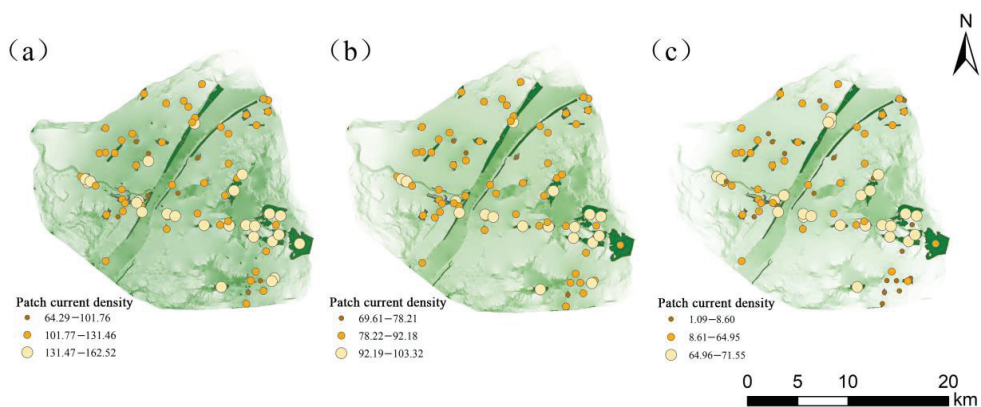 N
(a)
(b)
(c)
Patch current density
64.29−101.76
101.77−131.46
131.47−162.52
Patch current density
69.61−78.21
78.22−92.18
92.19−103.32
Patch current density
1.09−8.60
8.61−64.95
64.96−71.55
0 5 10 20
km